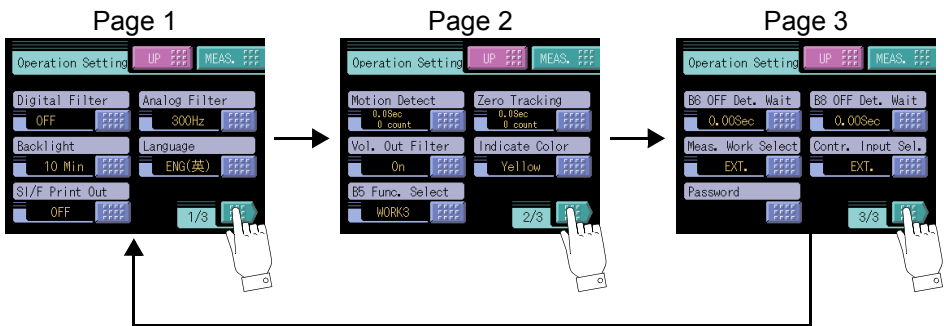 Page 1
Operation Setting UP MEAS.
Digital Filter Analog Filter
OFF 300Hz
Backlight Language
10 Min ENG(英)
SI/F Print Out
OFF 1/3
Page 2
Operation Setting UP MEAS.
Motion Detect Zero Tracking
0.0Sec 0.0Sec
0 count 0 count
Vol. Out Filter Indicate Color
On Yellow
B5 Func. Select
WORK3 2/3
Page 3
Operation Setting UP MEAS.
B6 OFF Det. Wait B8 OFF Det. Wait
0.00Sec 0.00Sec
Meas. Work Select Contr. Input Sel.
EXT. EXT.
Password
3/3